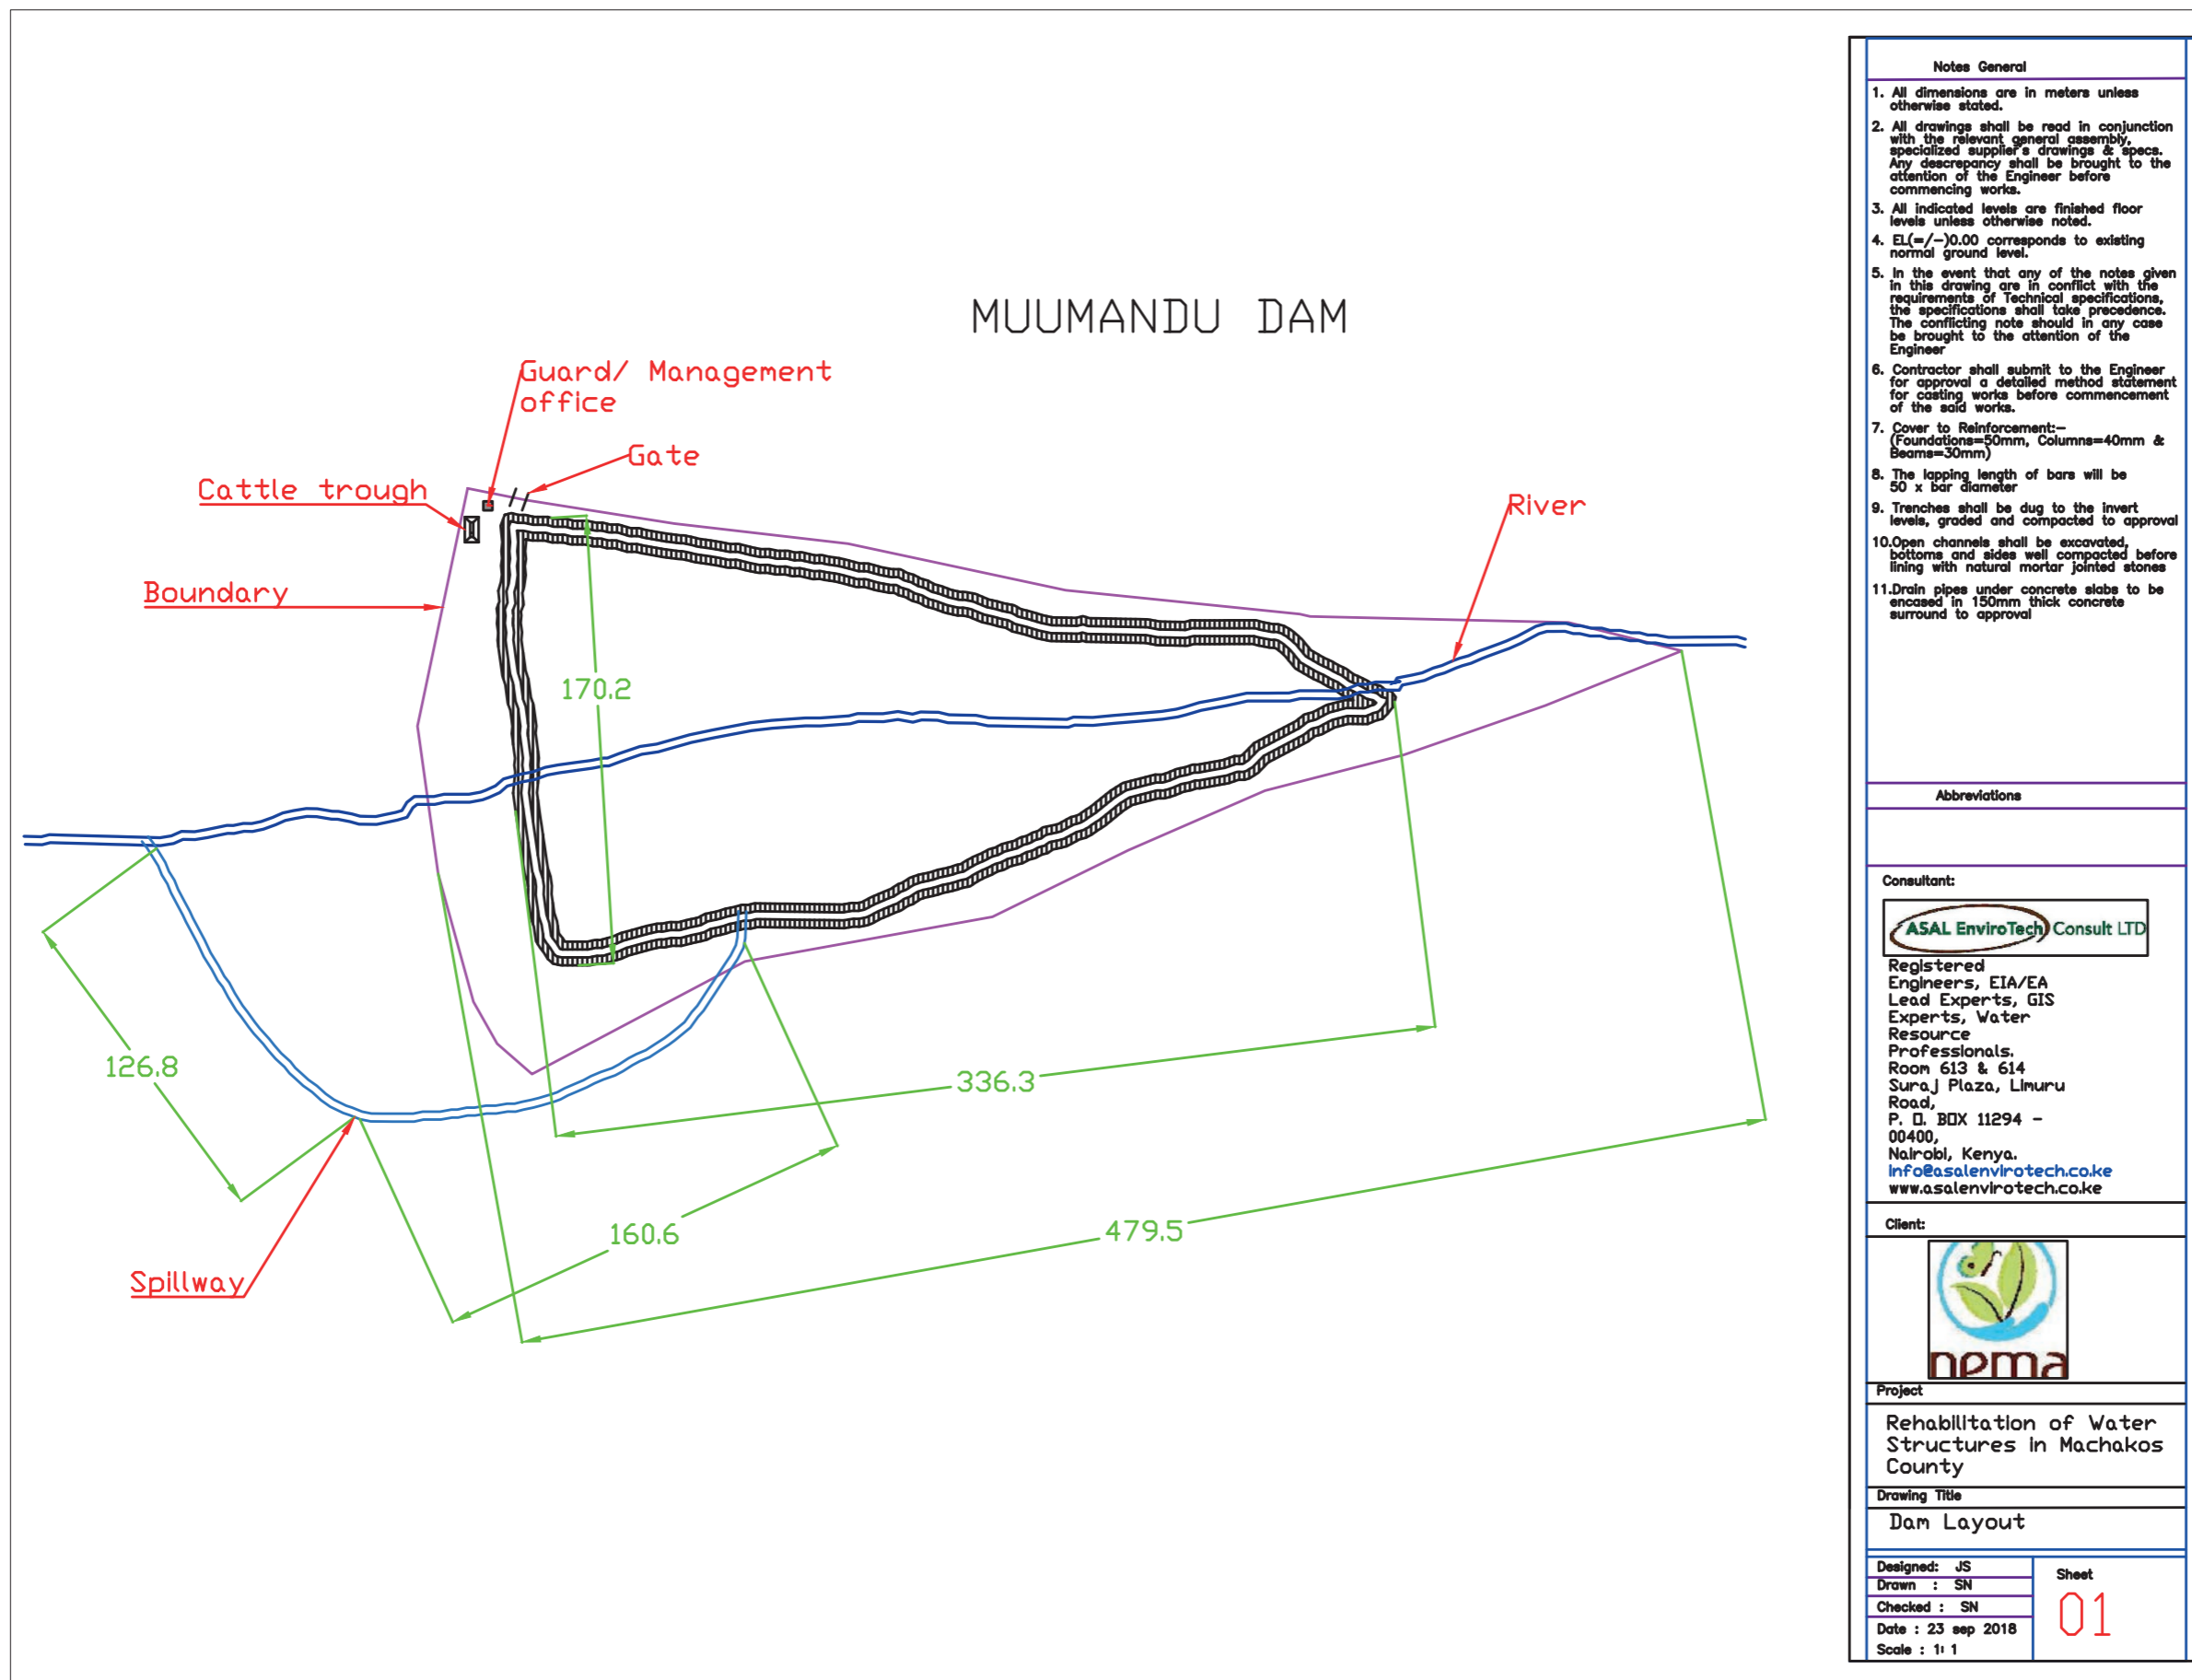 MUUMANDU DAM
Guard/ Management
office
Gate
Cattle trough
River
Boundary
170.2
126.8
336.3
160.6
479.5
Spillway
Notes General
1. All dimensions are in meters unless
otherwise stated.
2. All drawings shall be read in conjunction
with the relevant general assembly,
specialized supplier's drawings & specs.
Any descrepancy shall be brought to the
attention of the Engineer before
commencing works.
3. All indicated levels are finished floor
levels unless otherwise noted.
4. EL(=/-)0.00 corresponds to existing
normal ground level.
5. In the event that any of the notes given
in this drawing are in conflict with the
requirements of Technical specifications,
the specifications shall take precedence.
The conflicting note should in any case
be brought to the attention of the
Engineer
6. Contractor shall submit to the Engineer
for approval a detailed method statement
for casting works before commencement
of the said works.
7. Cover to Reinforcement:-
(Foundations=50mm, Columns=40mm &
Beams=30mm)
8. The lapping length of bars will be
50 x bar diameter
9. Trenches shall be dug to the invert
levels, graded and compacted to approval
10.Open channels shall be excavated,
bottoms and sides well compacted before
lining with natural mortar jointed stones
11.Drain pipes under concrete slabs to be
encased in 150mm thick concrete
surround to approval
Abbreviations
Consultant:
ASAL EnviroTech Consult LTD
Registered
Engineers, EIA/EA
Lead Experts, GIS
Experts, Water
Resource
Professionals.
Room 613 & 614
Suraj Plaza, Limuru
Road,
P. O. BOX 11294 -
00400,
Nairobi, Kenya.
info@asalenvirotech.co.ke
www.asalenvirotech.co.ke
Client:
nema
Project
Rehabilitation of Water
Structures in Machakos
County
Drawing Title
Dam Layout
Designed: JS
Drawn : SN
Checked : SN
Date : 23 sep 2018
Scale : 1: 1
Sheet
01